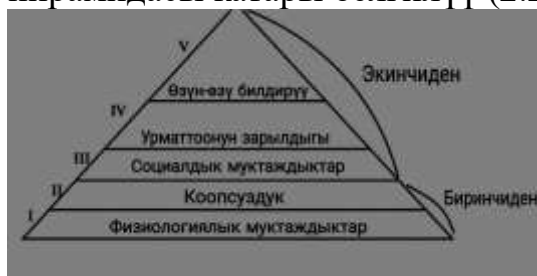 V
Экинчиден
Өзүн-өзү билдирүү
IV
Урматтоонун зарылдыгы
III
Социалдык муктаждыктар
II
Коопсуздук
Биринчиден
I
Физиологиялык муктаждыктар